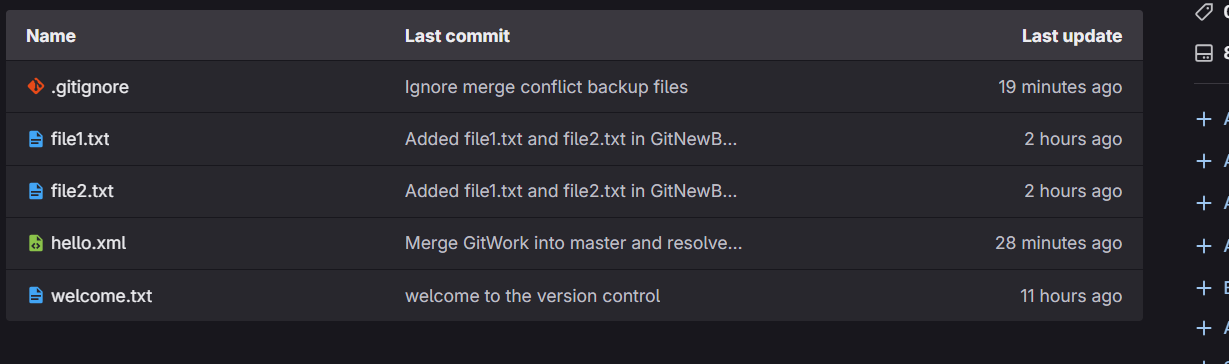 Name Last commit Last update
.gitignore Ignore merge conflict backup files 19 minutes ago
file1.txt Added file1.txt and file2.txt in GitNewB... 2 hours ago
file2.txt Added file1.txt and file2.txt in GitNewB... 2 hours ago
hello.xml Merge GitWork into master and resolve... 28 minutes ago
welcome.txt welcome to the version control 11 hours ago